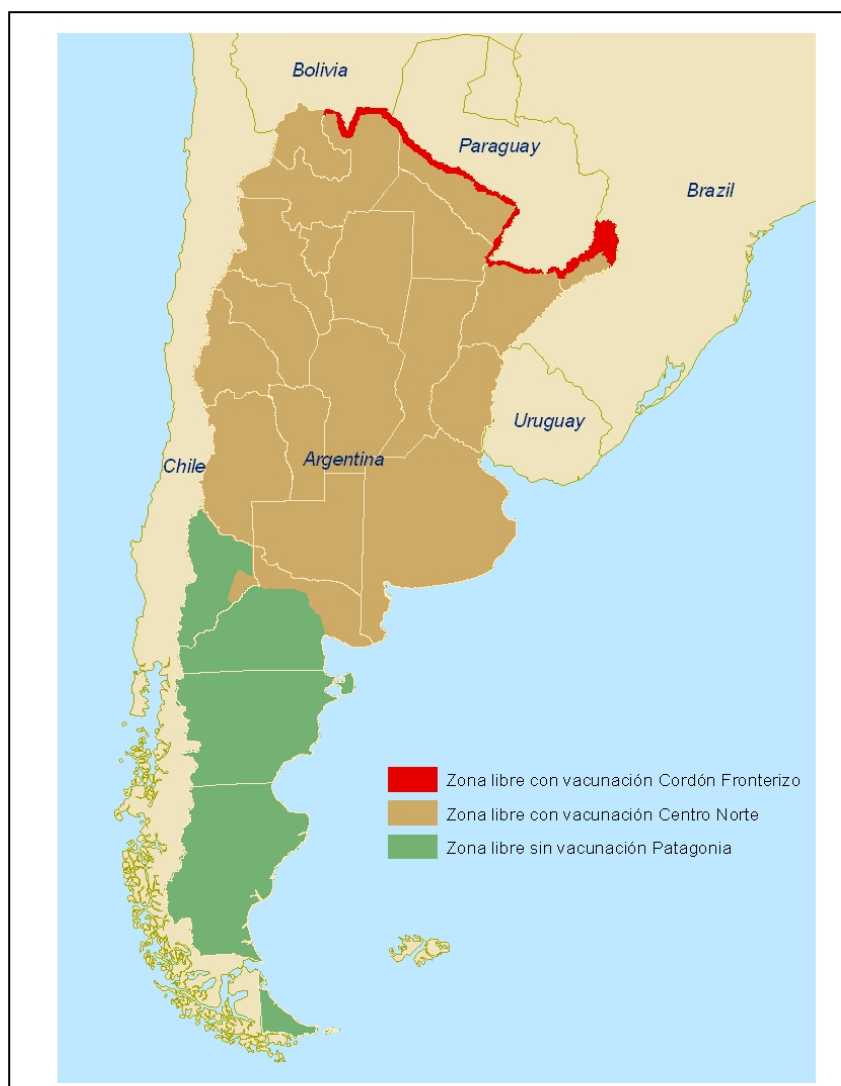 Bolivia
Paraguay
Brazil
Uruguay
Chile
Argentina
Zona libre con vacunación Cordón Fronterizo
Zona libre con vacunación Centro Norte
Zona libre sin vacunación Patagonia